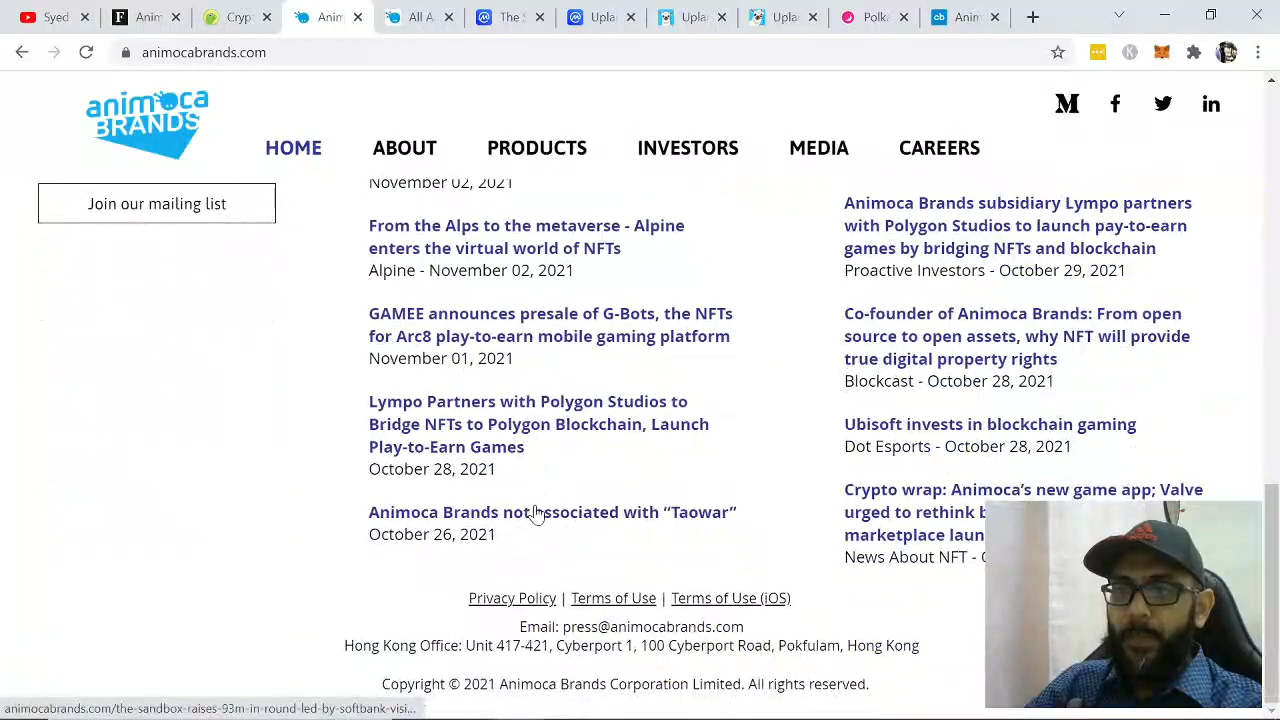 Anim
Cryp
Anim
All
The
Upla
Upla
Upla
Polk
Anim
animocabrands.com
animoca
BRANDS
HOME
ABOUT
PRODUCTS
INVESTORS
MEDIA
CAREERS
Join our mailing list
November 02, 2021
From the Alps to the metaverse - Alpine
enters the virtual world of NFTs
Alpine - November 02, 2021
GAMEE announces presale of G-Bots, the NFTs
for Arc8 play-to-earn mobile gaming platform
November 01, 2021
Lympo Partners with Polygon Studios to
Bridge NFTs to Polygon Blockchain, Launch
Play-to-Earn Games
October 28, 2021
Animoca Brands not associated with “Taowar”
October 26, 2021
Animoca Brands subsidiary Lympo partners
with Polygon Studios to launch pay-to-earn
games by bridging NFTs and blockchain
Proactive Investors - October 29, 2021
Co-founder of Animoca Brands: From open
source to open assets, why NFT will provide
true digital property rights
Blockcast - October 28, 2021
Ubisoft invests in blockchain gaming
Dot Esports - October 28, 2021
Crypto wrap: Animoca’s new game app; Valve
urged to rethink
marketplace
News About NFT -
Privacy Policy | Terms of Use | Terms of Use (iOS)
Email: press@animocabrands.com
Hong Kong Office: Unit 417-421, Cyberport 1, 100 Cyberport Road, Pokfulam, Hong Kong
Copyright © 2021 Animoca Brands Corporation Limited. All rights reserved.
animocabrands.com/the-sandbox-raises-93m-in-round-led-by-softbank-visi...